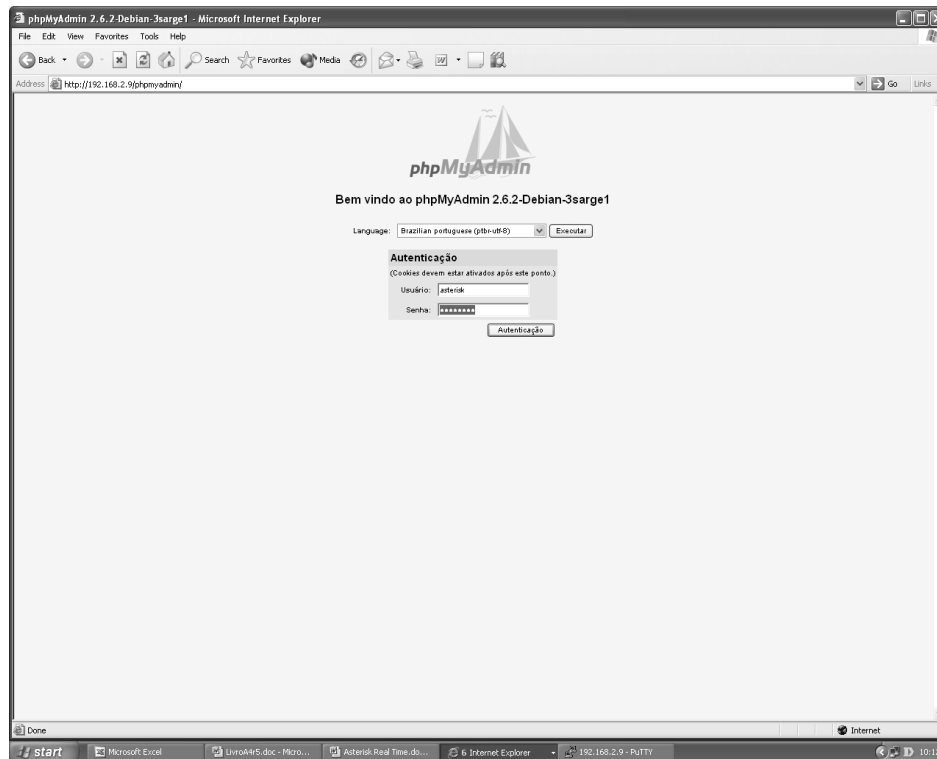 phpMyAdmin 2.6.2-Debian-3sarge1 - Microsoft Internet Explorer
File Edit View Favorites Tools Help
Back Search Favorites Media
Address http://192.168.2.9/phpmyadmin/ Go Links
phpMyAdmin
Bem vindo ao phpMyAdmin 2.6.2-Debian-3sarge1
Language: Brazilian portuguese (ptbr-utf-8) Executar
Autenticação
(Cookies devem estar ativados após este ponto.)
Usuário: asterisk
Senha:
Autenticação
Done Internet
start Microsoft Excel LivroA4r5.doc - Micro... Asterisk Real Time.do... 6 Internet Explorer 192.168.2.9 - PuTTY